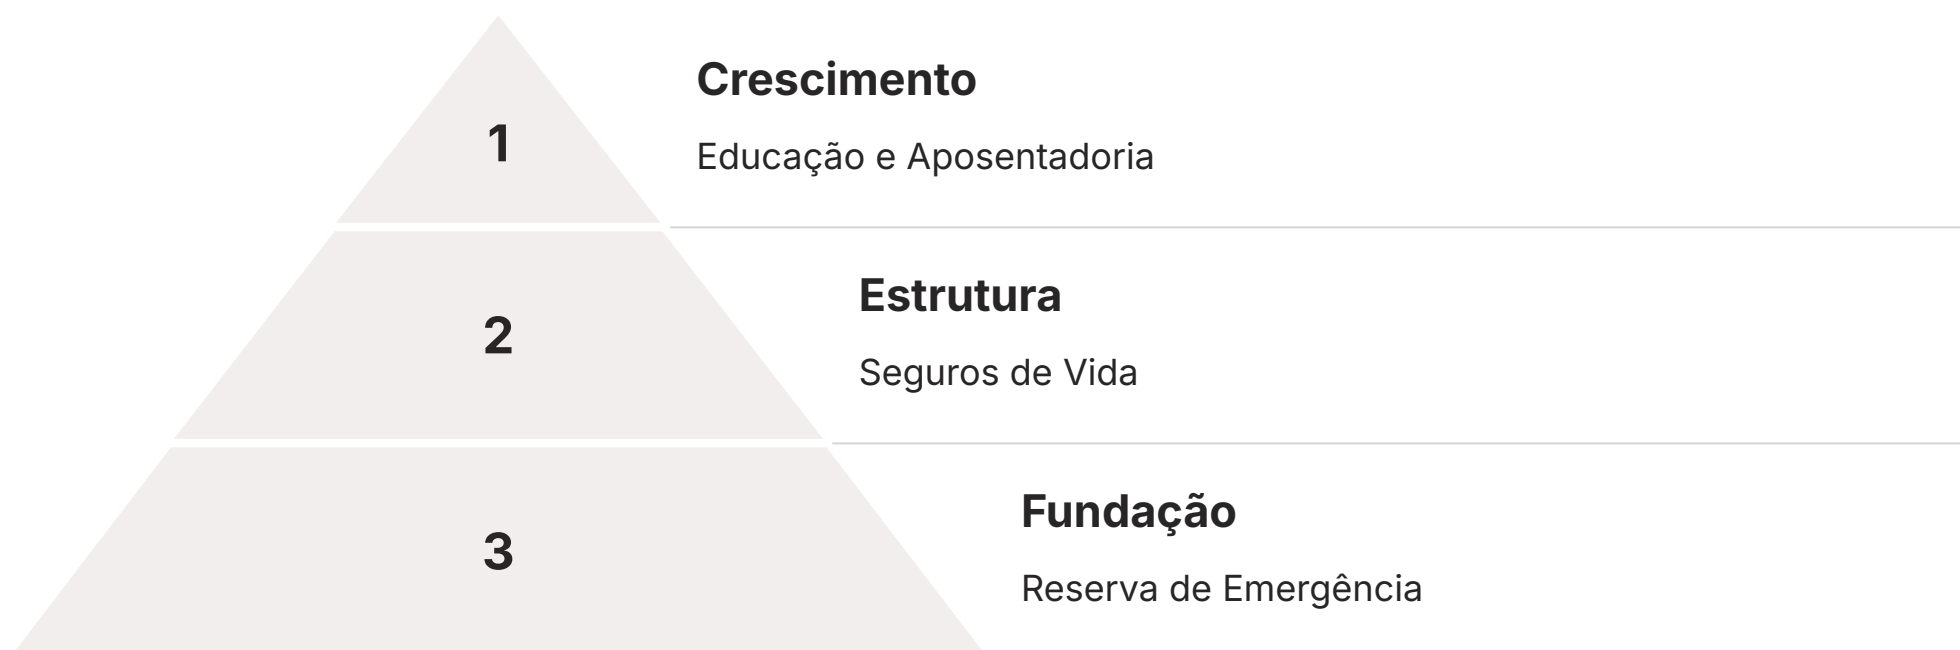 1
Crescimento
Educação e Aposentadoria
2
Estrutura
Seguros de Vida
3
Fundação
Reserva de Emergência